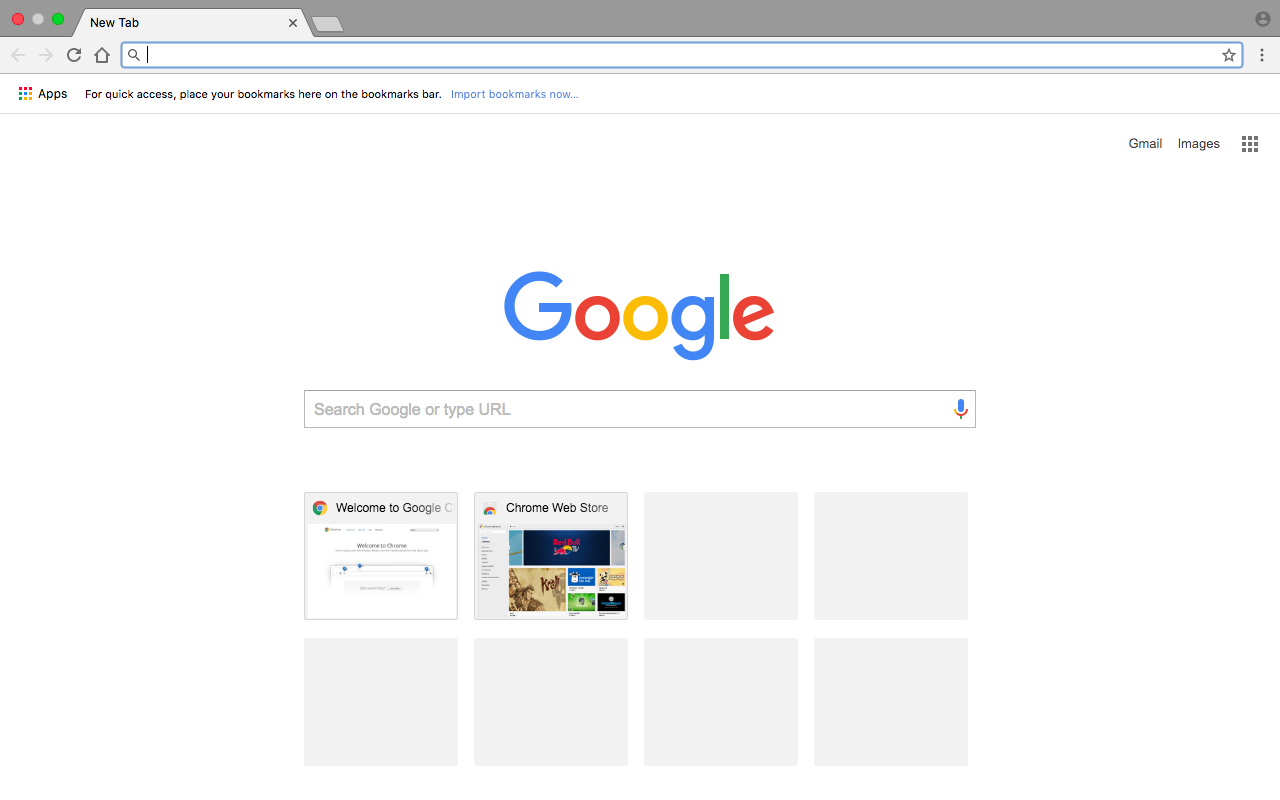 New Tab
Apps
For quick access, place your bookmarks here on the bookmarks bar. Import bookmarks now...
Gmail Images
Google
Search Google or type URL
Welcome to Google C
Chrome Web Store
Welcome to Chrome
Red Bull
TV